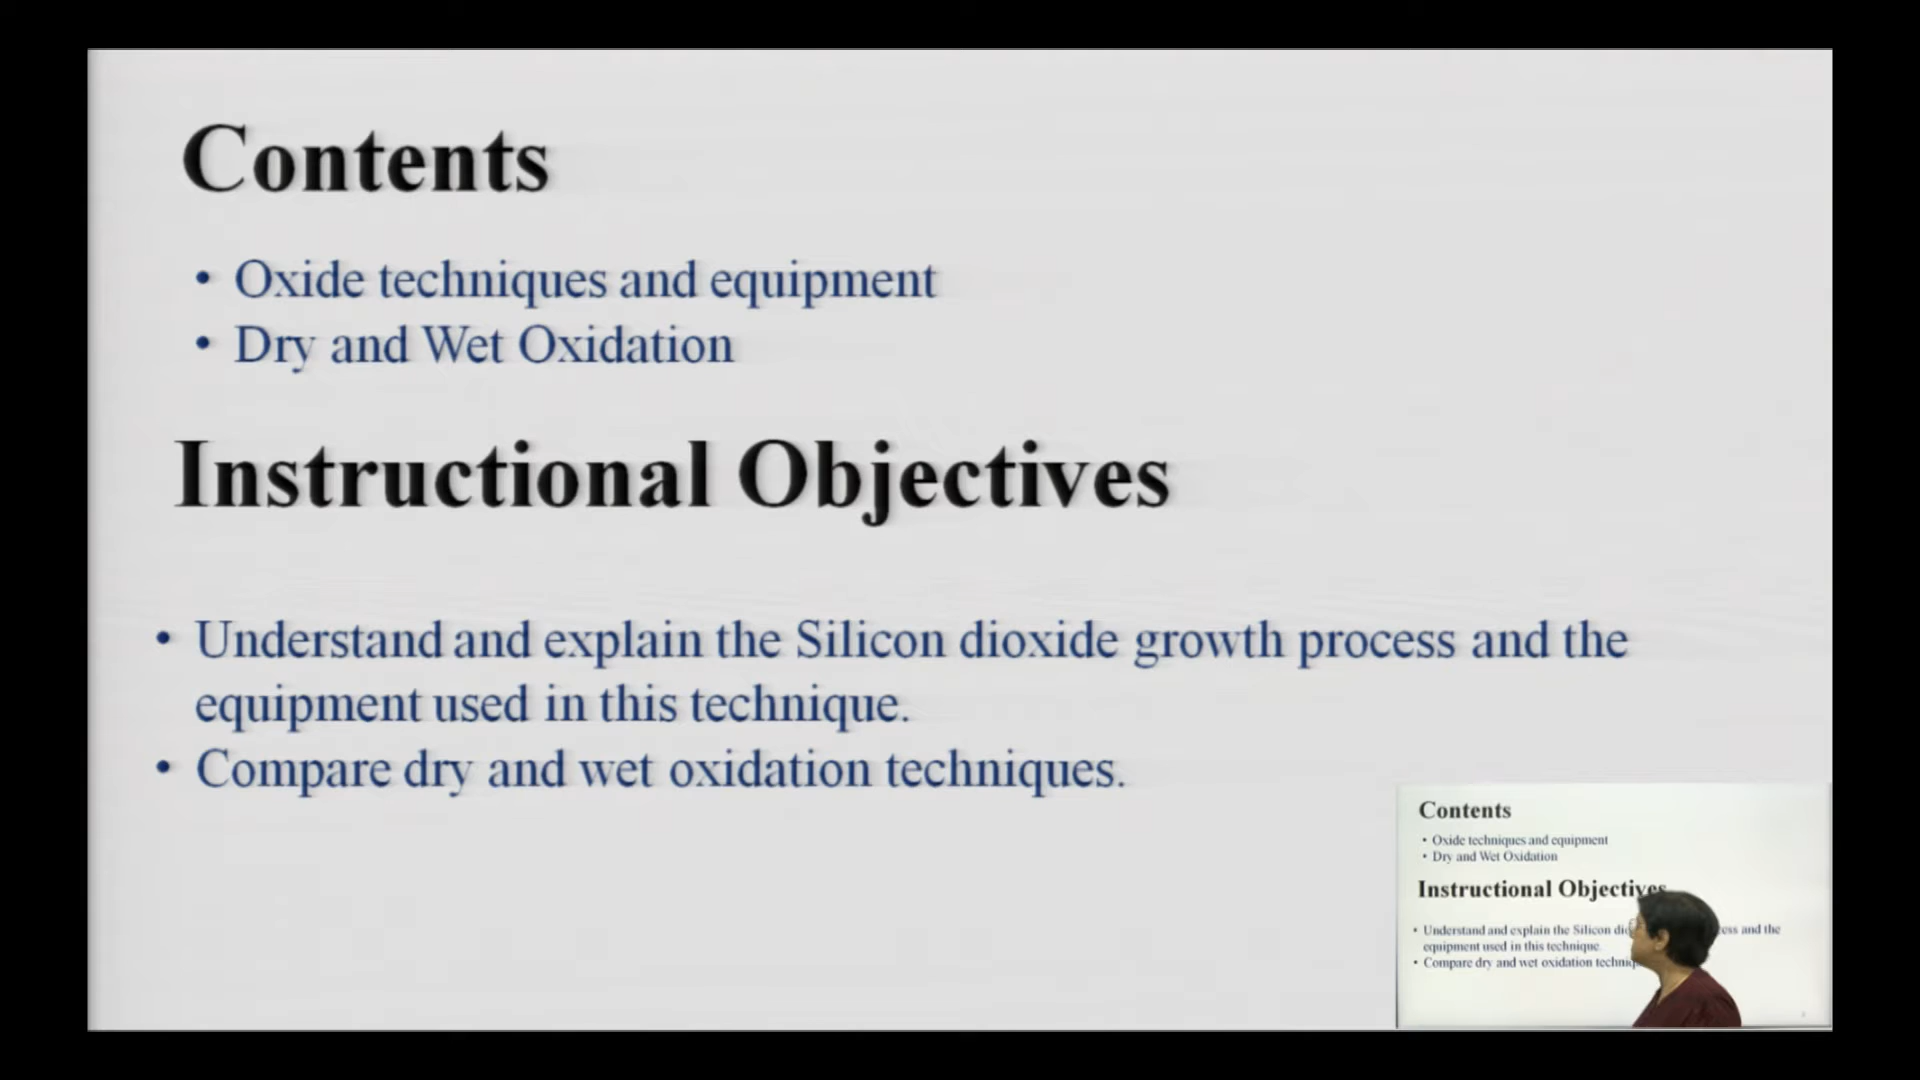 Contents
• Oxide techniques and equipment
• Dry and Wet Oxidation
Instructional Objectives
• Understand and explain the Silicon dioxide growth process and the
equipment used in this technique.
• Compare dry and wet oxidation techniques.
Contents
• Oxide techniques and equipment
• Dry and Wet Oxidation
Instructional Objectives
• Understand and explain the Silicon and the
equipment used in this technique.
• Compare dry and wet oxidation